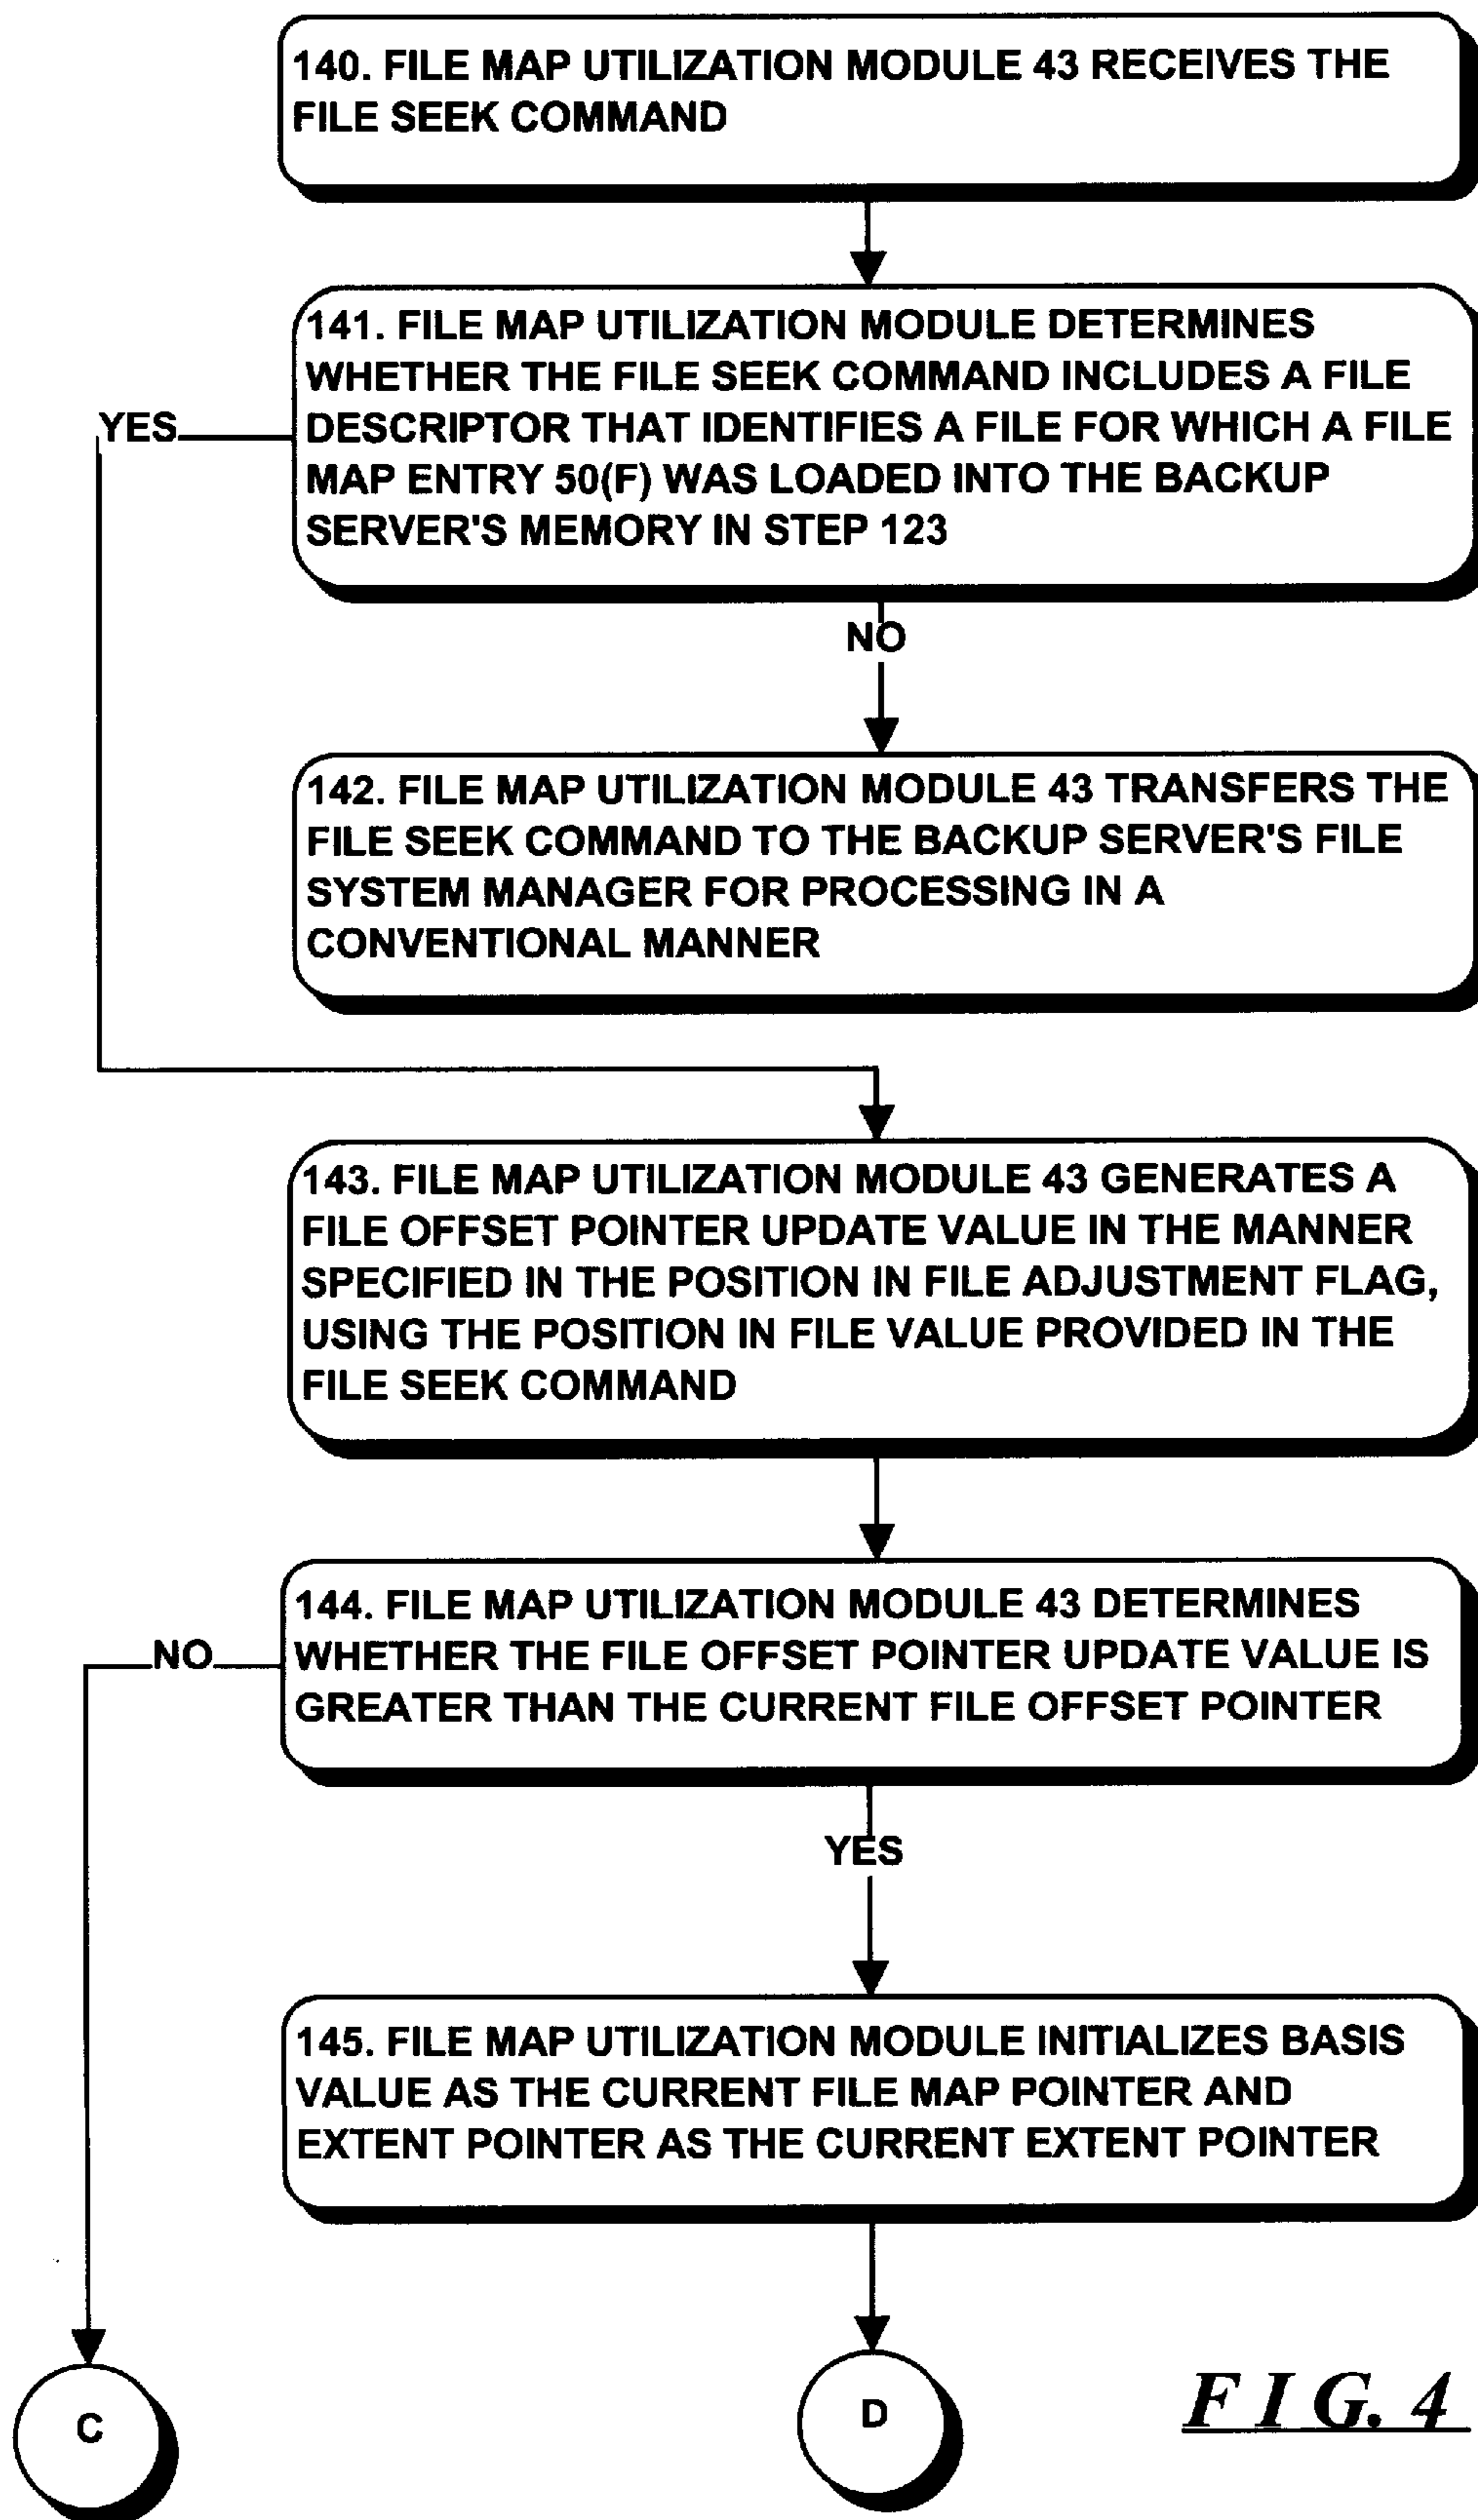 140. FILE MAP UTILIZATION MODULE 43 RECEIVES THE
FILE SEEK COMMAND
141. FILE MAP UTILIZATION MODULE DETERMINES
WHETHER THE FILE SEEK COMMAND INCLUDES A FILE
DESCRIPTOR THAT IDENTIFIES A FILE FOR WHICH A FILE
MAP ENTRY 50(F) WAS LOADED INTO THE BACKUP
SERVER'S MEMORY IN STEP 123
YES
NO
142. FILE MAP UTILIZATION MODULE 43 TRANSFERS THE
FILE SEEK COMMAND TO THE BACKUP SERVER'S FILE
SYSTEM MANAGER FOR PROCESSING IN A
CONVENTIONAL MANNER
143. FILE MAP UTILIZATION MODULE 43 GENERATES A
FILE OFFSET POINTER UPDATE VALUE IN THE MANNER
SPECIFIED IN THE POSITION IN FILE ADJUSTMENT FLAG,
USING THE POSITION IN FILE VALUE PROVIDED IN THE
FILE SEEK COMMAND
144. FILE MAP UTILIZATION MODULE 43 DETERMINES
WHETHER THE FILE OFFSET POINTER UPDATE VALUE IS
GREATER THAN THE CURRENT FILE OFFSET POINTER
NO
YES
145. FILE MAP UTILIZATION MODULE INITIALIZES BASIS
VALUE AS THE CURRENT FILE MAP POINTER AND
EXTENT POINTER AS THE CURRENT EXTENT POINTER
C
D
FIG. 4